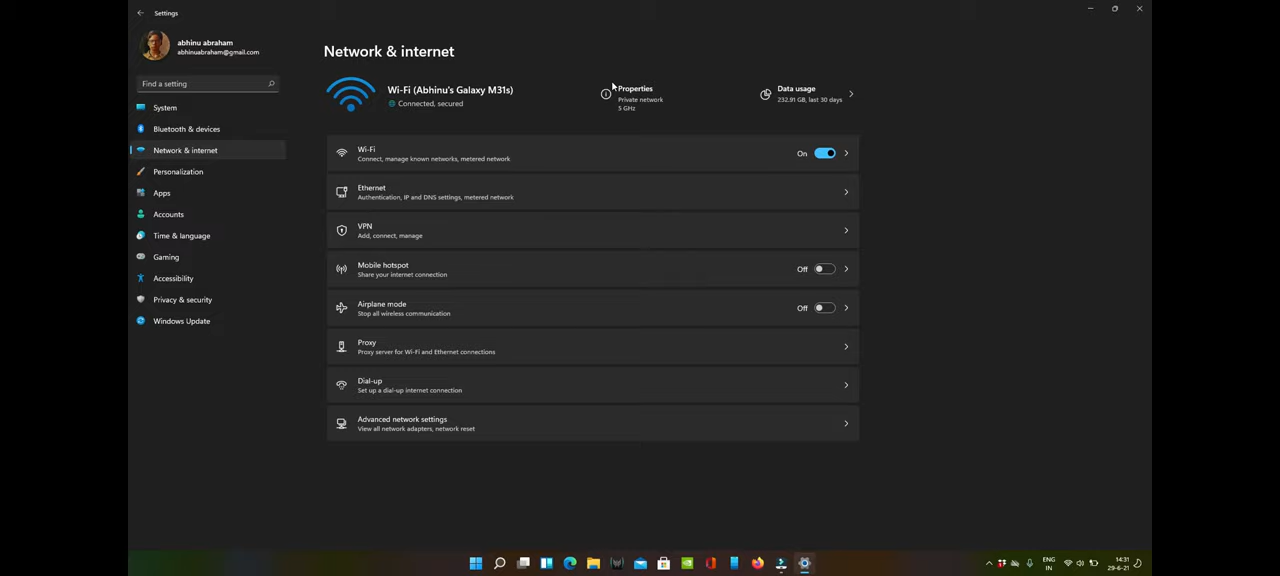 Settings
abhinu abraham
abhinuabraham@gmail.com
Find a setting
System
Bluetooth & devices
Network & internet
Personalization
Apps
Accounts
Time & language
Gaming
Accessibility
Privacy & security
Windows Update
Network & internet
Wi-Fi (Abhinu's Galaxy M31s)
Connected, secured
Properties
Private network
5 GHz
Data usage
232.91 GB, last 30 days
Wi-Fi
Connect, manage known networks, metered network
On
Ethernet
Authentication, IP and DNS settings, metered network
VPN
Add, connect, manage
Mobile hotspot
Share your internet connection
Off
Airplane mode
Stop all wireless communication
Off
Proxy
Proxy server for Wi-Fi and Ethernet connections
Dial-up
Set up a dial-up internet connection
Advanced network settings
View all network adapters, network reset
ENG
IN
14:31
29-6-21